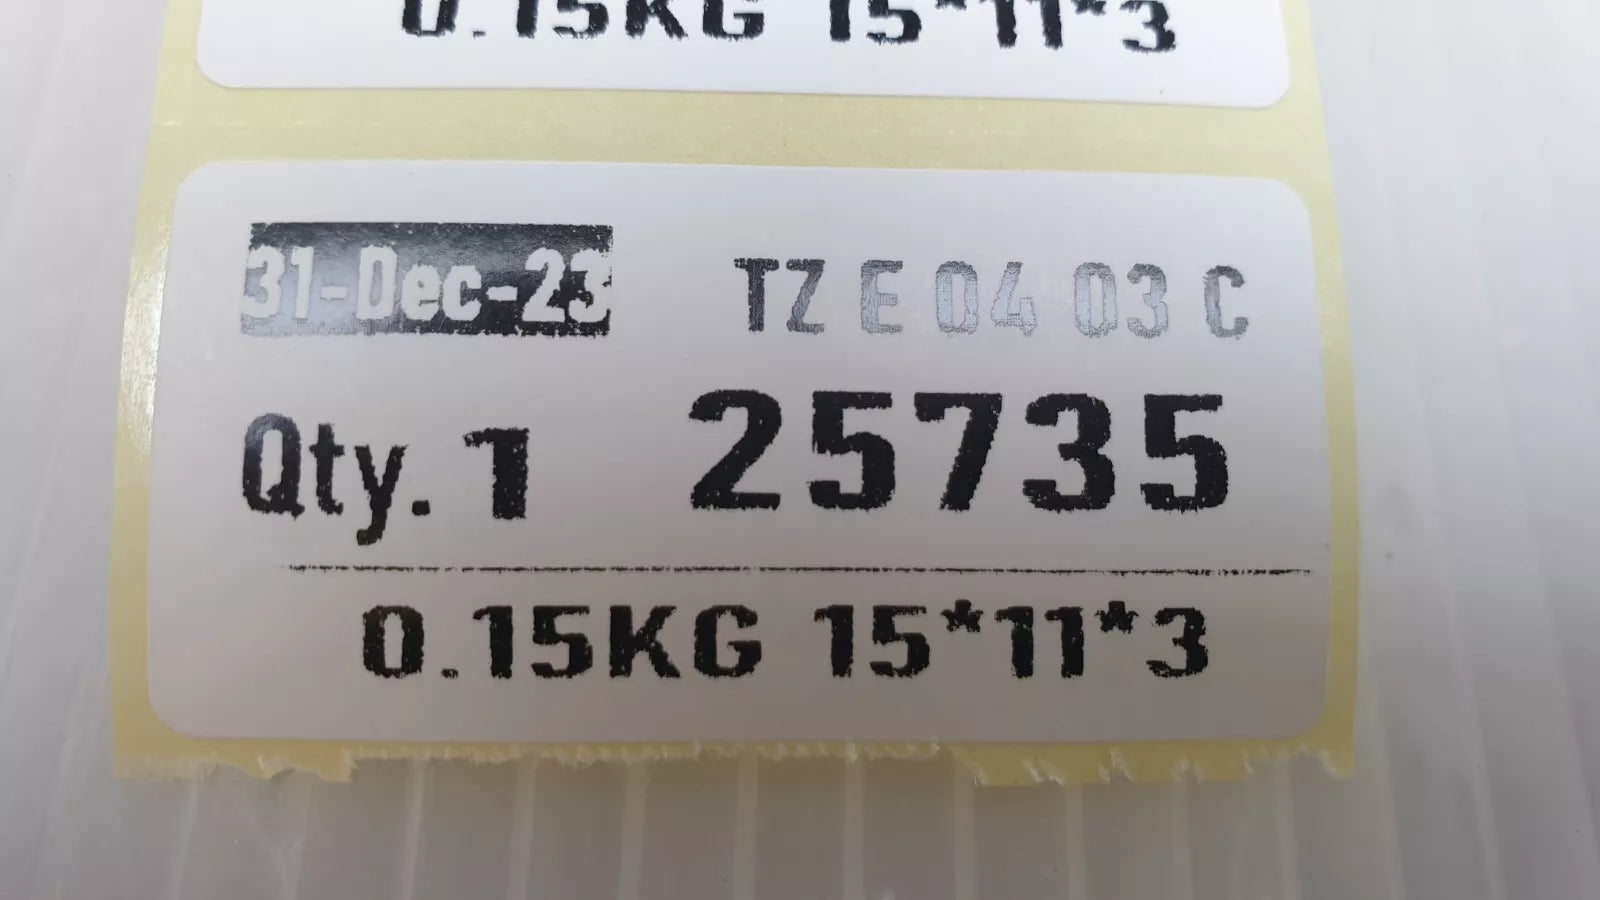 0.15KG 15*11*3
31-Dec-23 TZ E 04 03 C
Qty. 1 25735
0.15KG 15*11*3